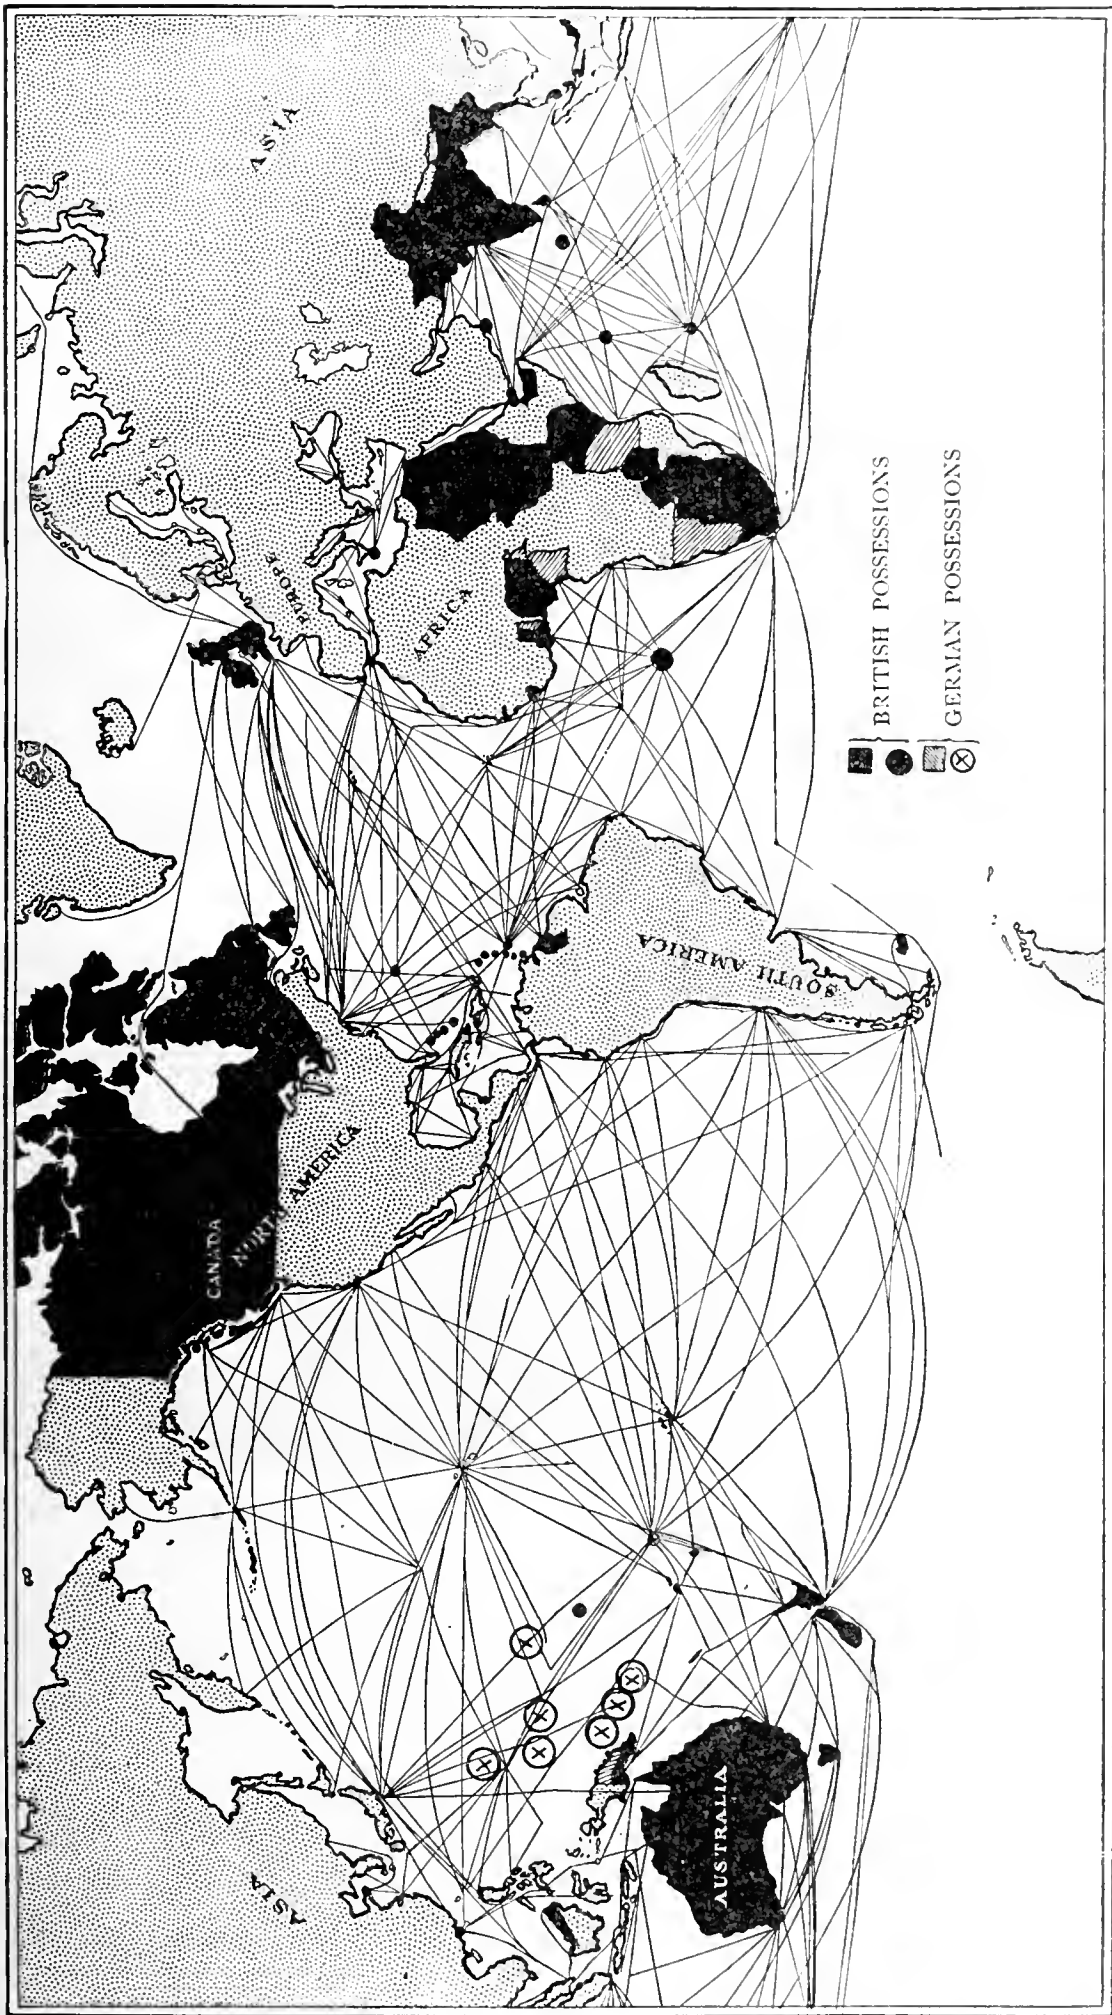 ASIA
CANADA
NORTH AMERICA
EUROPE
ASIA
AFRICA
SOUTH AMERICA
AUSTRALIA
BRITISH POSSESSIONS
GERMAN POSSESSIONS